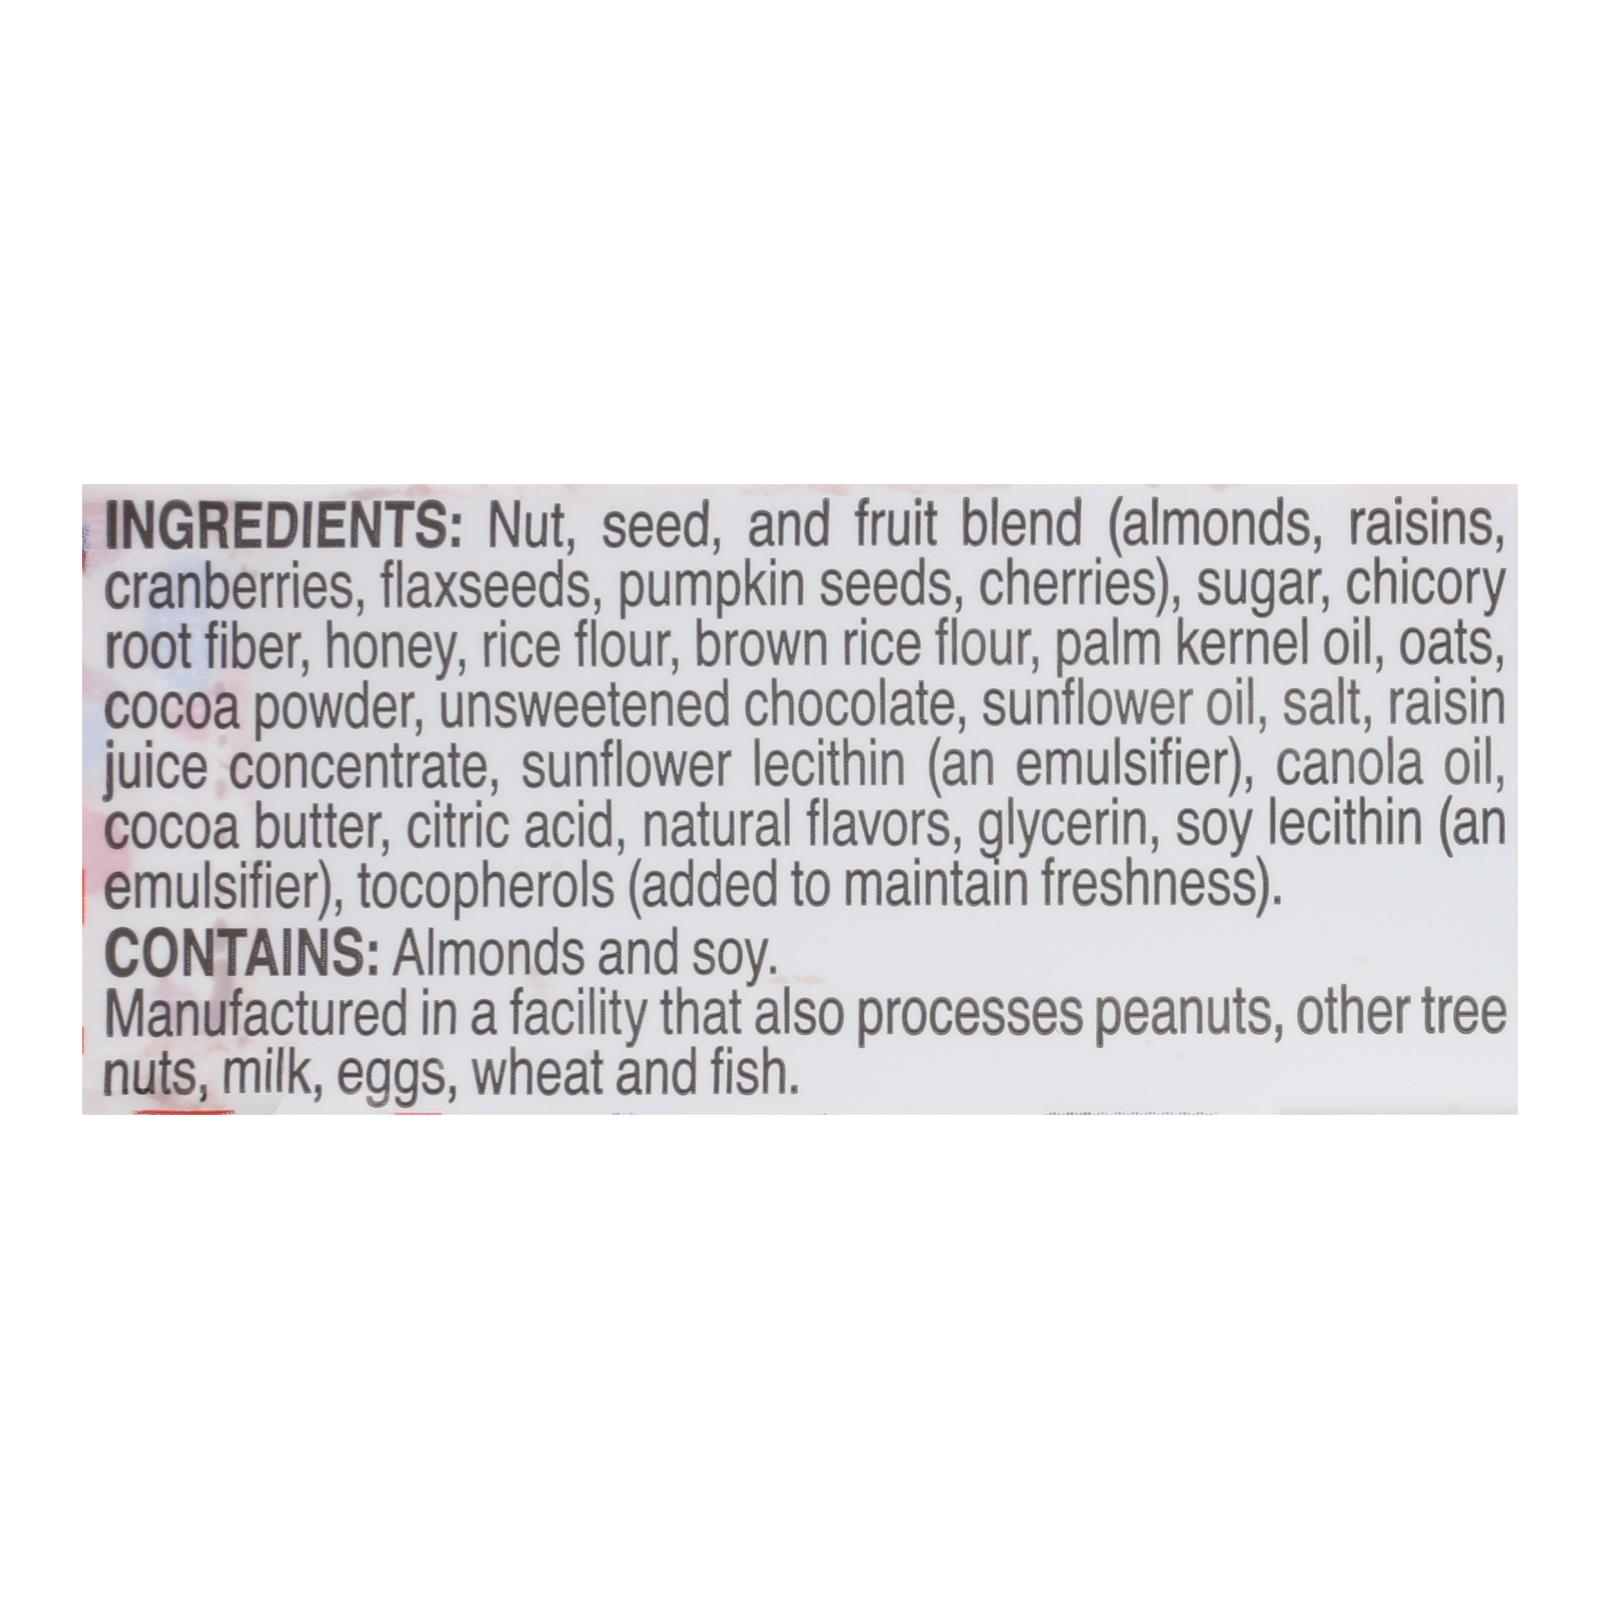 INGREDIENTS: Nut, seed, and fruit blend (almonds, raisins,
cranberries, flaxseeds, pumpkin seeds, cherries), sugar, chicory
root fiber, honey, rice flour, brown rice flour, palm kernel oil, oats,
cocoa powder, unsweetened chocolate, sunflower oil, salt, raisin
juice concentrate, sunflower lecithin (an emulsifier), canola oil,
cocoa butter, citric acid, natural flavors, glycerin, soy lecithin (an
emulsifier), tocopherols (added to maintain freshness).
CONTAINS: Almonds and soy.
Manufactured in a facility that also processes peanuts, other tree
nuts, milk, eggs, wheat and fish.